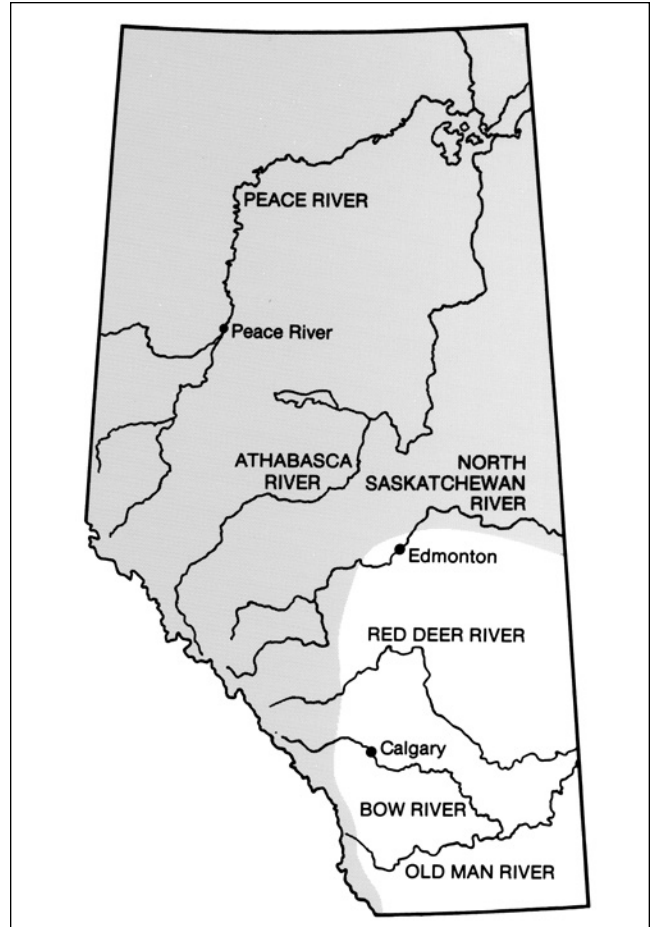 PEACE RIVER
Peace River
ATHABASCA
RIVER
NORTH
SASKATCHEWAN
RIVER
Edmonton
RED DEER RIVER
Calgary
BOW RIVER
OLD MAN RIVER